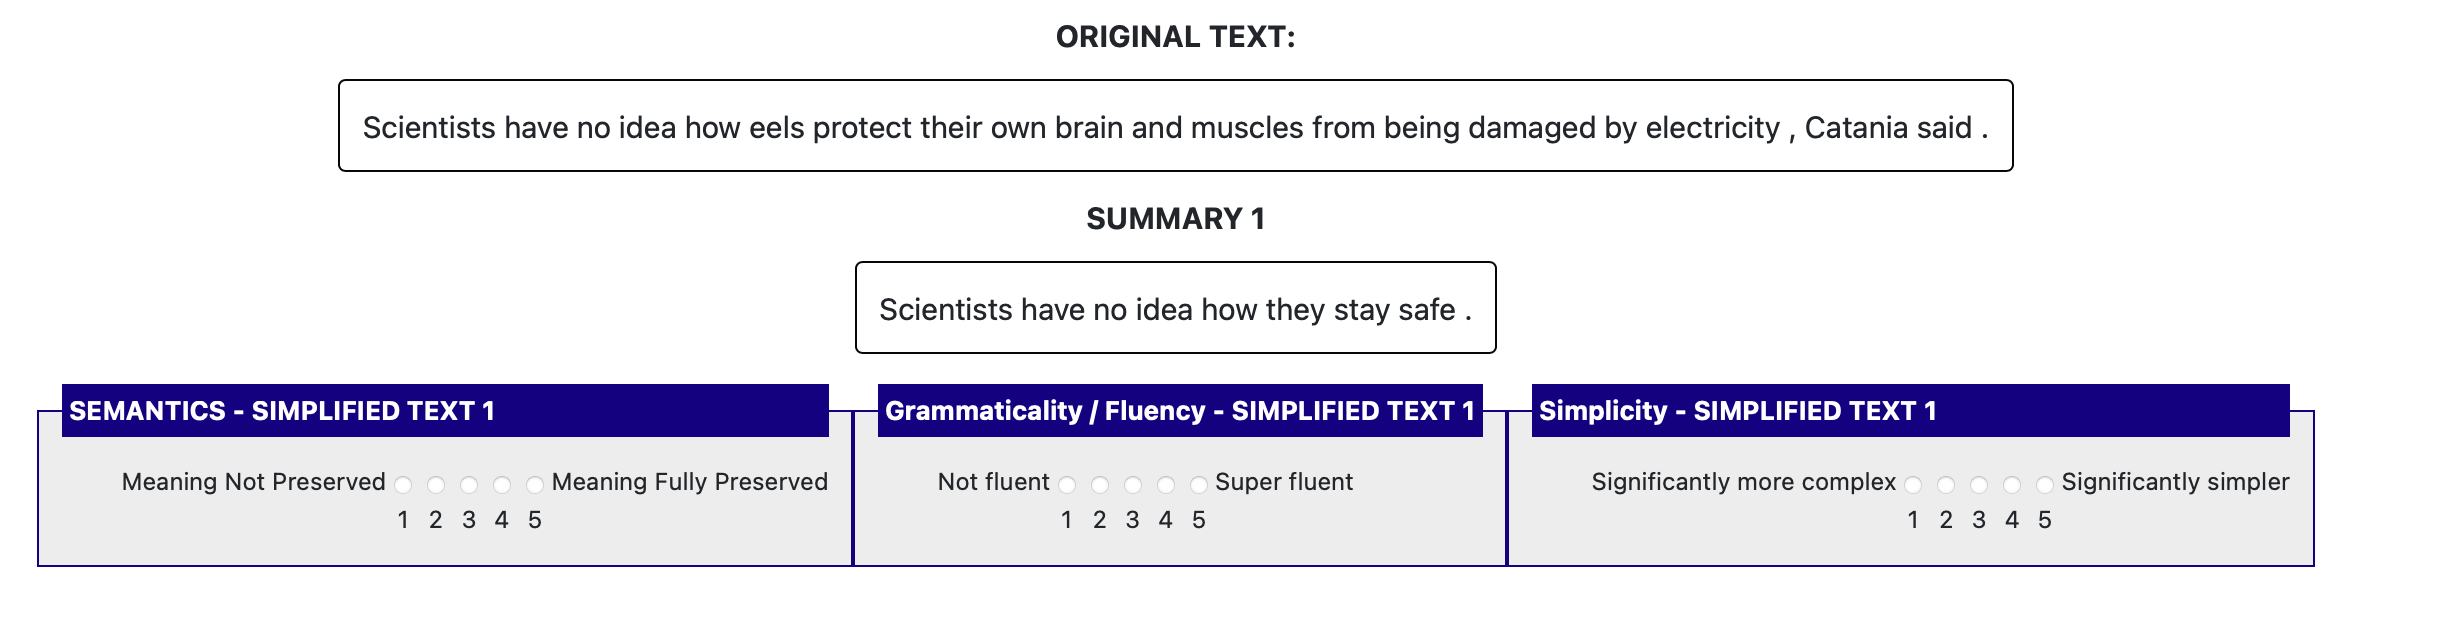 ORIGINAL TEXT:
Scientists have no idea how eels protect their own brain and muscles from being damaged by electricity , Catania said .
SUMMARY 1
Scientists have no idea how they stay safe .
SEMANTICS - SIMPLIFIED TEXT 1
Meaning Not Preserved Meaning Fully Preserved
1 2 3 4 5
Grammaticality / Fluency - SIMPLIFIED TEXT 1
Not fluent Super fluent
1 2 3 4 5
Simplicity - SIMPLIFIED TEXT 1
Significantly more complex Significantly simpler
1 2 3 4 5